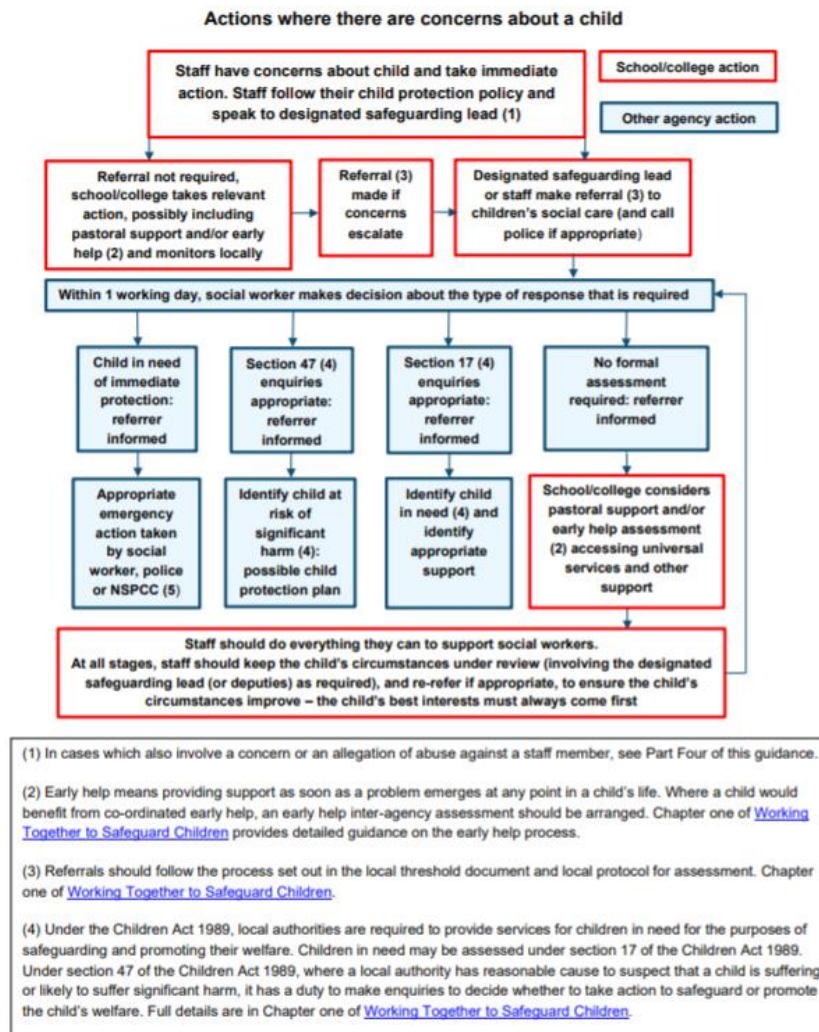 Actions where there are concerns about a child
Staff have concerns about child and take immediate
action. Staff follow their child protection policy and
speak to designated safeguarding lead (1)
School/college action
Other agency action
Referral not required,
school/college takes relevant
action, possibly including
pastoral support and/or early
help (2) and monitors locally
Referral (3)
made if
concerns
escalate
Designated safeguarding lead
or staff make referral (3) to
children's social care (and call
police if appropriate)
Within 1 working day, social worker makes decision about the type of response that is required
Child in need
of immediate
protection:
referrer
informed
Section 47 (4)
enquiries
appropriate:
referrer
informed
Section 17 (4)
enquiries
appropriate:
referrer
informed
No formal
assessment
required: referrer
informed
Appropriate
emergency
action taken
by social
worker, police
or NSPCC (5)
Identify child at
risk of
significant
harm (4):
possible child
protection plan
Identify child
in need (4) and
identify
appropriate
support
School/college considers
pastoral support and/or
early help assessment
(2) accessing universal
services and other
support
Staff should do everything they can to support social workers.
At all stages, staff should keep the child's circumstances under review (involving the designated
safeguarding lead (or deputies) as required), and re-refer if appropriate, to ensure the child's
circumstances improve – the child's best interests must always come first
(1) In cases which also involve a concern or an allegation of abuse against a staff member, see Part Four of this guidance.
(2) Early help means providing support as soon as a problem emerges at any point in a child's life. Where a child would
benefit from co-ordinated early help, an early help inter-agency assessment should be arranged. Chapter one of Working
Together to Safeguard Children provides detailed guidance on the early help process.
(3) Referrals should follow the process set out in the local threshold document and local protocol for assessment. Chapter
one of Working Together to Safeguard Children.
(4) Under the Children Act 1989, local authorities are required to provide services for children in need for the purposes of
safeguarding and promoting their welfare. Children in need may be assessed under section 17 of the Children Act 1989.
Under section 47 of the Children Act 1989, where a local authority has reasonable cause to suspect that a child is suffering
or likely to suffer significant harm, it has a duty to make enquiries to decide whether to take action to safeguard or promote
the child's welfare. Full details are in Chapter one of Working Together to Safeguard Children.